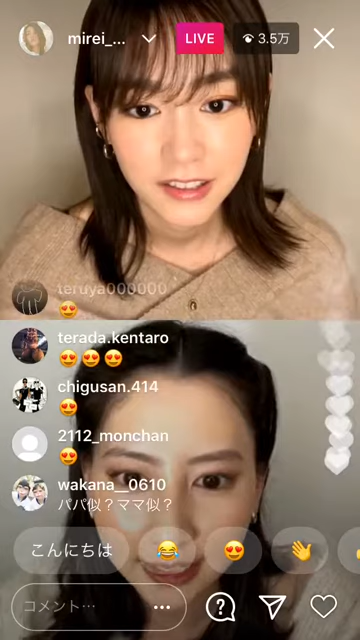 mirei_...
LIVE
3.5万
teruya000000
terada.kentaro
chigusan.414
2112_monchan
wakana__0610
パパ似？ママ似？
こんにちは
コメント…